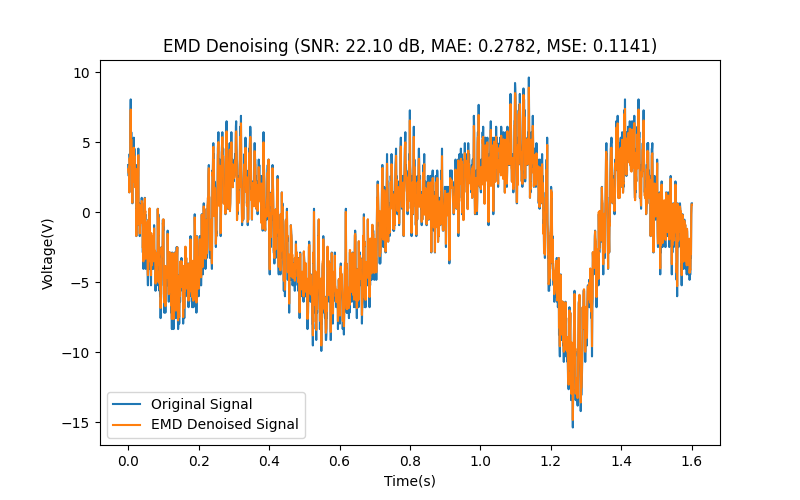 EMD Denoising (SNR: 22.10 dB, MAE: 0.2782, MSE: 0.1141)
10
5
0
−5
−10
−15
Voltage(V)
Original Signal
EMD Denoised Signal
0.0 0.2 0.4 0.6 0.8 1.0 1.2 1.4 1.6
Time(s)